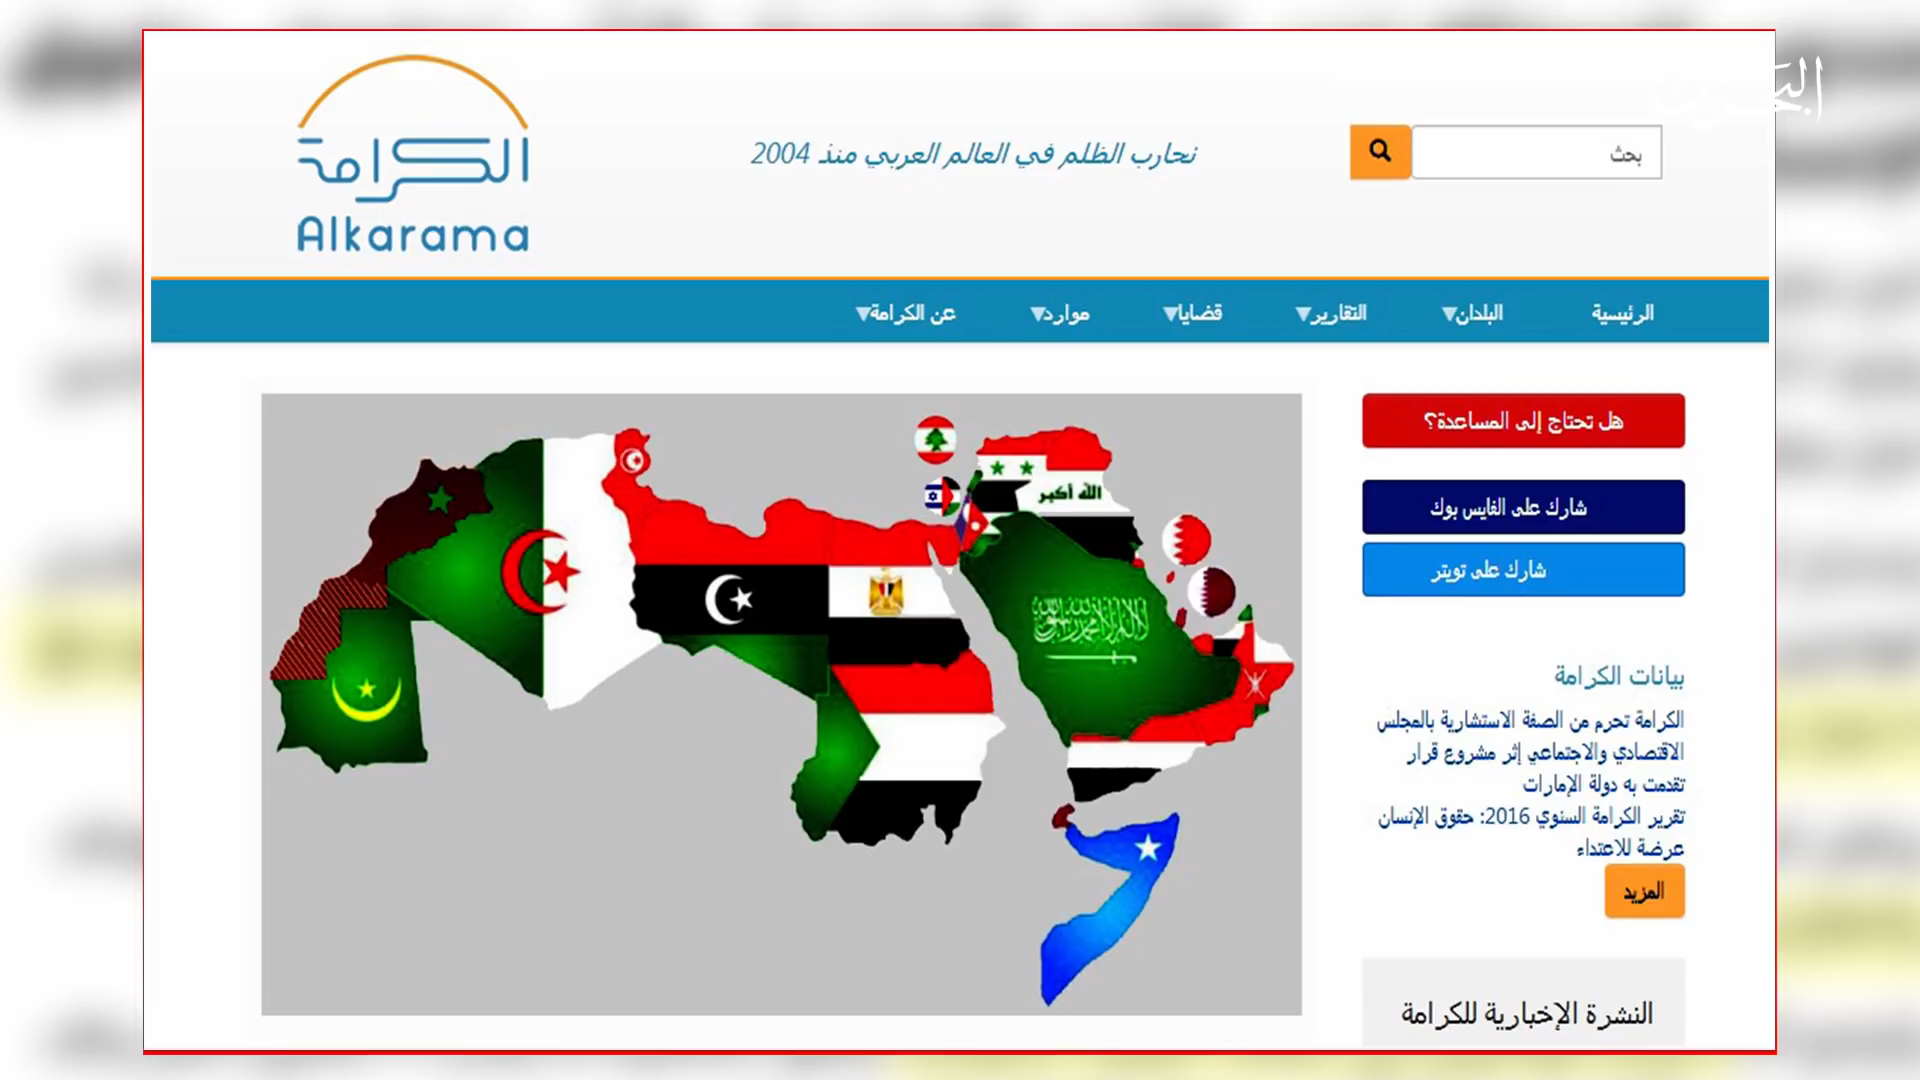 البحرين
الكرامة
Alkarama
نحارب الظلم في العالم العربي منذ 2004
بحث
الرئيسية
البلدان
التقارير
قضايا
موارد
عن الكرامة
هل تحتاج إلى المساعدة؟
شارك على الفايس بوك
شارك على تويتر
الله أكبر
بيانات الكرامة
الكرامة تحرم من الصفة الاستشارية بالمجلس
الاقتصادي والاجتماعي إثر مشروع قرار
تقدمت به دولة الإمارات
تقرير الكرامة السنوي 2016: حقوق الإنسان
عرضة للاعتداء
المزيد
النشرة الإخبارية للكرامة